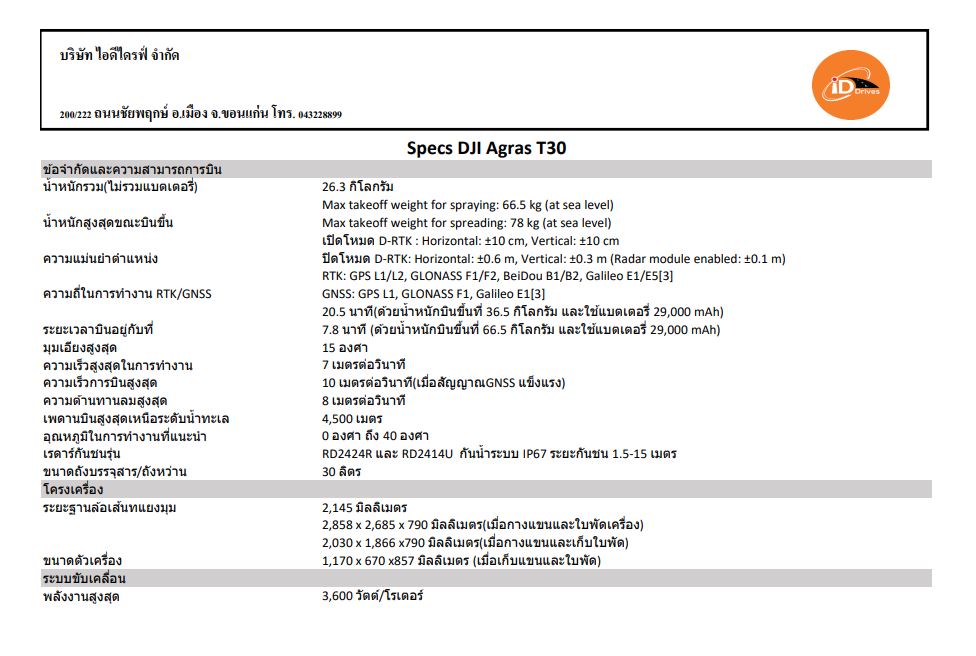 บริษัท ไอดีไดรฟ์ จำกัด
200/222 ถนนชัยพฤกษ์ อ.เมือง จ.ขอนแก่น โทร. 043228899
iD
Drives
Specs DJI Agras T30
ข้อจำกัดและความสามารถการบิน
น้ำหนักรวม(ไม่รวมแบตเตอรี่) 26.3 กิโลกรัม
Max takeoff weight for spraying: 66.5 kg (at sea level)
น้ำหนักสูงสุดขณะบินขึ้น Max takeoff weight for spreading: 78 kg (at sea level)
เปิดโหมด D-RTK : Horizontal: ±10 cm, Vertical: ±10 cm
ความแม่นยำตำแหน่ง ปิดโหมด D-RTK: Horizontal: ±0.6 m, Vertical: ±0.3 m (Radar module enabled: ±0.1 m)
RTK: GPS L1/L2, GLONASS F1/F2, BeiDou B1/B2, Galileo E1/E5[3]
ความถี่ในการทำงาน RTK/GNSS GNSS: GPS L1, GLONASS F1, Galileo E1[3]
20.5 นาที(ด้วยน้ำหนักบินขึ้นที่ 36.5 กิโลกรัม และใช้แบตเตอรี่ 29,000 mAh)
ระยะเวลาบินอยู่กับที่ 7.8 นาที (ด้วยน้ำหนักบินขึ้นที่ 66.5 กิโลกรัม และใช้แบตเตอรี่ 29,000 mAh)
มุมเอียงสูงสุด 15 องศา
ความเร็วสูงสุดในการทำงาน 7 เมตรต่อวินาที
ความเร็วการบินสูงสุด 10 เมตรต่อวินาที(เมื่อสัญญาณGNSS แข็งแรง)
ความต้านทานลมสูงสุด 8 เมตรต่อวินาที
เพดานบินสูงสุดเหนือระดับน้ำทะเล 4,500 เมตร
อุณหภูมิในการทำงานที่แนะนำ 0 องศา ถึง 40 องศา
เรดาร์กันชนรุ่น RD2424R และ RD2414U กันน้ำระบบ IP67 ระยะกันชน 1.5-15 เมตร
ขนาดถังบรรจุสาร/ถังหว่าน 30 ลิตร
โครงเครื่อง
ระยะฐานล้อเส้นทแยงมุม 2,145 มิลลิเมตร
2,858 x 2,685 x 790 มิลลิเมตร(เมื่อกางแขนและใบพัดเครื่อง)
2,030 x 1,866 x790 มิลลิเมตร(เมื่อกางแขนและเก็บใบพัด)
ขนาดตัวเครื่อง 1,170 x 670 x857 มิลลิเมตร (เมื่อเก็บแขนและใบพัด)
ระบบขับเคลื่อน
พลังงานสูงสุด 3,600 วัตต์/โรเตอร์